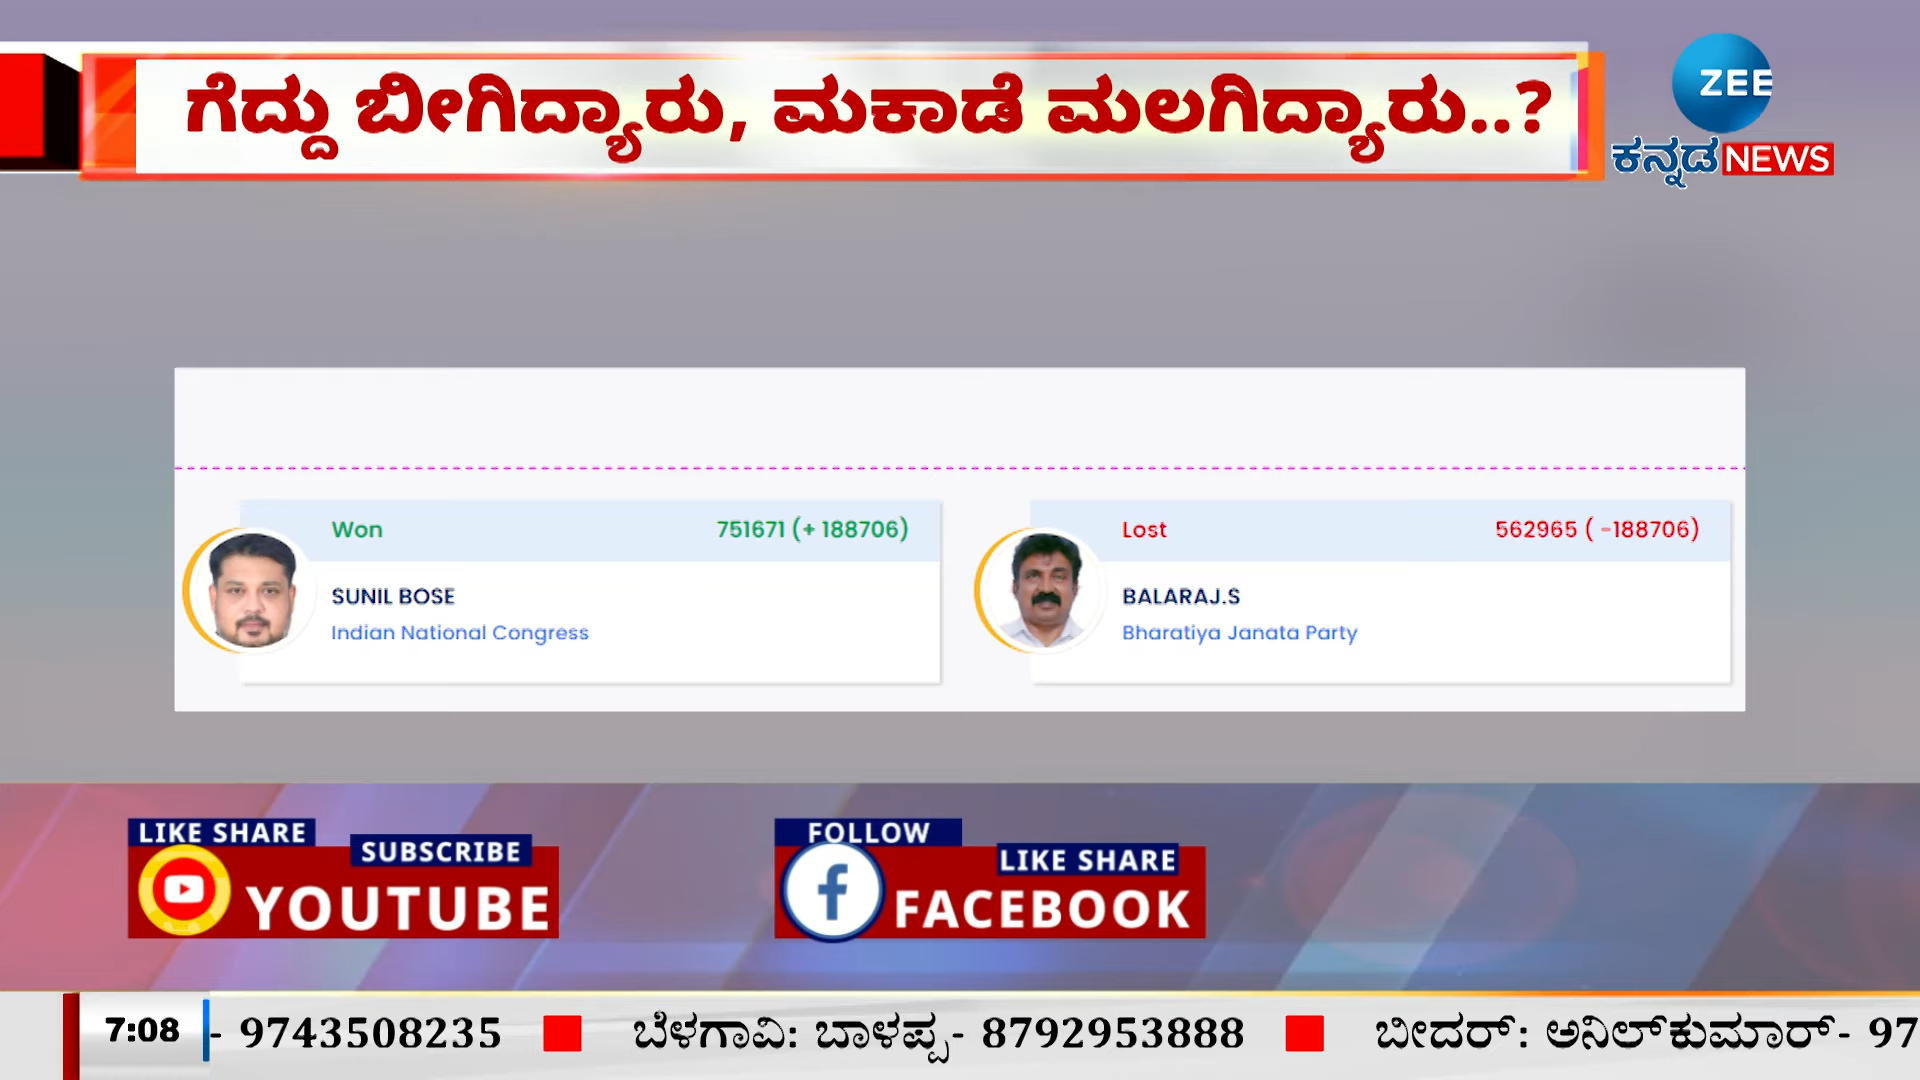 ಗೆದ್ದು ಬೀಗಿದ್ಯಾರು, ಮಕಾಡೆ ಮಲಗಿದ್ಯಾರು..?
ZEE
ಕನ್ನಡ NEWS
Won 751671 (+ 188706)
SUNIL BOSE
Indian National Congress
Lost 562965 ( -188706)
BALARAJ.S
Bharatiya Janata Party
LIKE SHARE
SUBSCRIBE
YOUTUBE
FOLLOW
LIKE SHARE
FACEBOOK
7:08 - 9743508235 ಬೆಳಗಾವಿ: ಬಾಳಪ್ಪ- 8792953888 ಬೀದರ್: ಅನಿಲ್‌ಕುಮಾರ್- 97